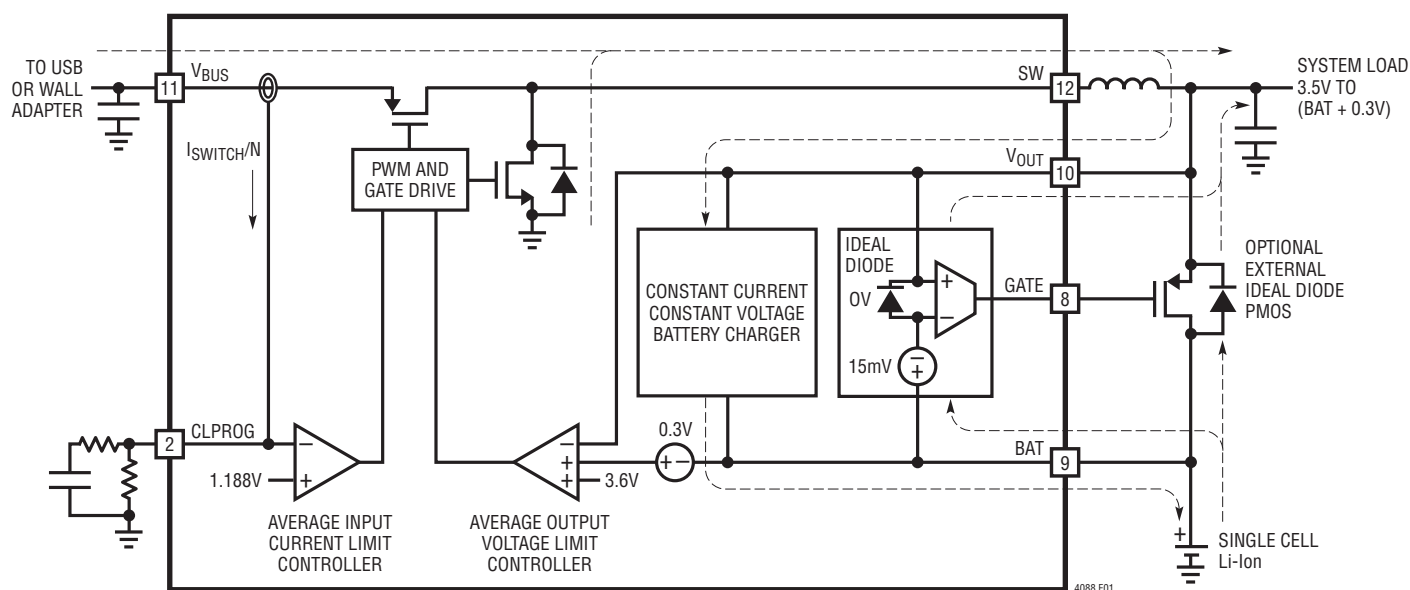 TO USB
OR WALL
ADAPTER
11
VBUS
SW
12
SYSTEM LOAD
3.5V TO
(BAT + 0.3V)
ISWITCH/N
PWM AND
GATE DRIVE
VOUT
10
CONSTANT CURRENT
CONSTANT VOLTAGE
BATTERY CHARGER
IDEAL
DIODE
0V
+
–
15mV
–
+
GATE
8
OPTIONAL
EXTERNAL
IDEAL DIODE
PMOS
2
CLPROG
–
1.188V
+
AVERAGE INPUT
CURRENT LIMIT
CONTROLLER
–
+
+
3.6V
AVERAGE OUTPUT
VOLTAGE LIMIT
CONTROLLER
0.3V
+ –
BAT
9
+
SINGLE CELL
Li-Ion
4088 F01